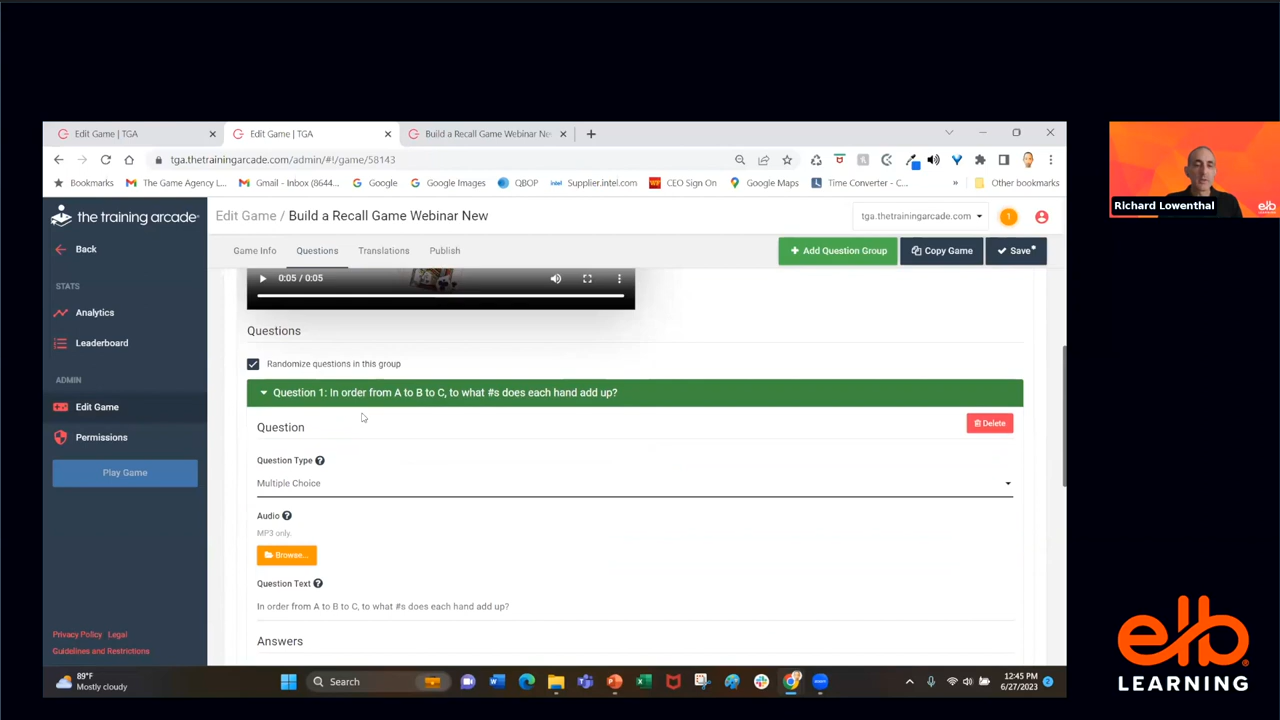 Edit Game | TGA
Edit Game | TGA
Build a Recall Game Webinar Ne
tga.thetrainingarcade.com/admin/#!/game/58143
Bookmarks
The Game Agency L...
Gmail - Inbox (8644...
Google
Google Images
QBOP
Supplier.intel.com
CEO Sign On
Google Maps
Time Converter - C...
»
Other bookmarks
Richard Lowenthal
elb
the training arcade®
Edit Game / Build a Recall Game Webinar New
tga.thetrainingarcade.com
1
Back
Game Info
Questions
Translations
Publish
+ Add Question Group
Copy Game
Save*
STATS
Analytics
Leaderboard
ADMIN
Edit Game
Permissions
Play Game
Privacy Policy
Legal
Guidelines and Restrictions
0:05 / 0:05
Questions
Randomize questions in this group
Question 1: In order from A to B to C, to what #s does each hand add up?
Question
Delete
Question Type
Multiple Choice
Audio
MP3 only.
Browse...
Question Text
In order from A to B to C, to what #s does each hand add up?
Answers
elb
LEARNING
89°F
Mostly cloudy
Search
12:45 PM
6/27/2023
2